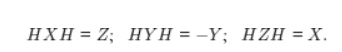 HXH = Z; HYH = –Y; HZH = X.